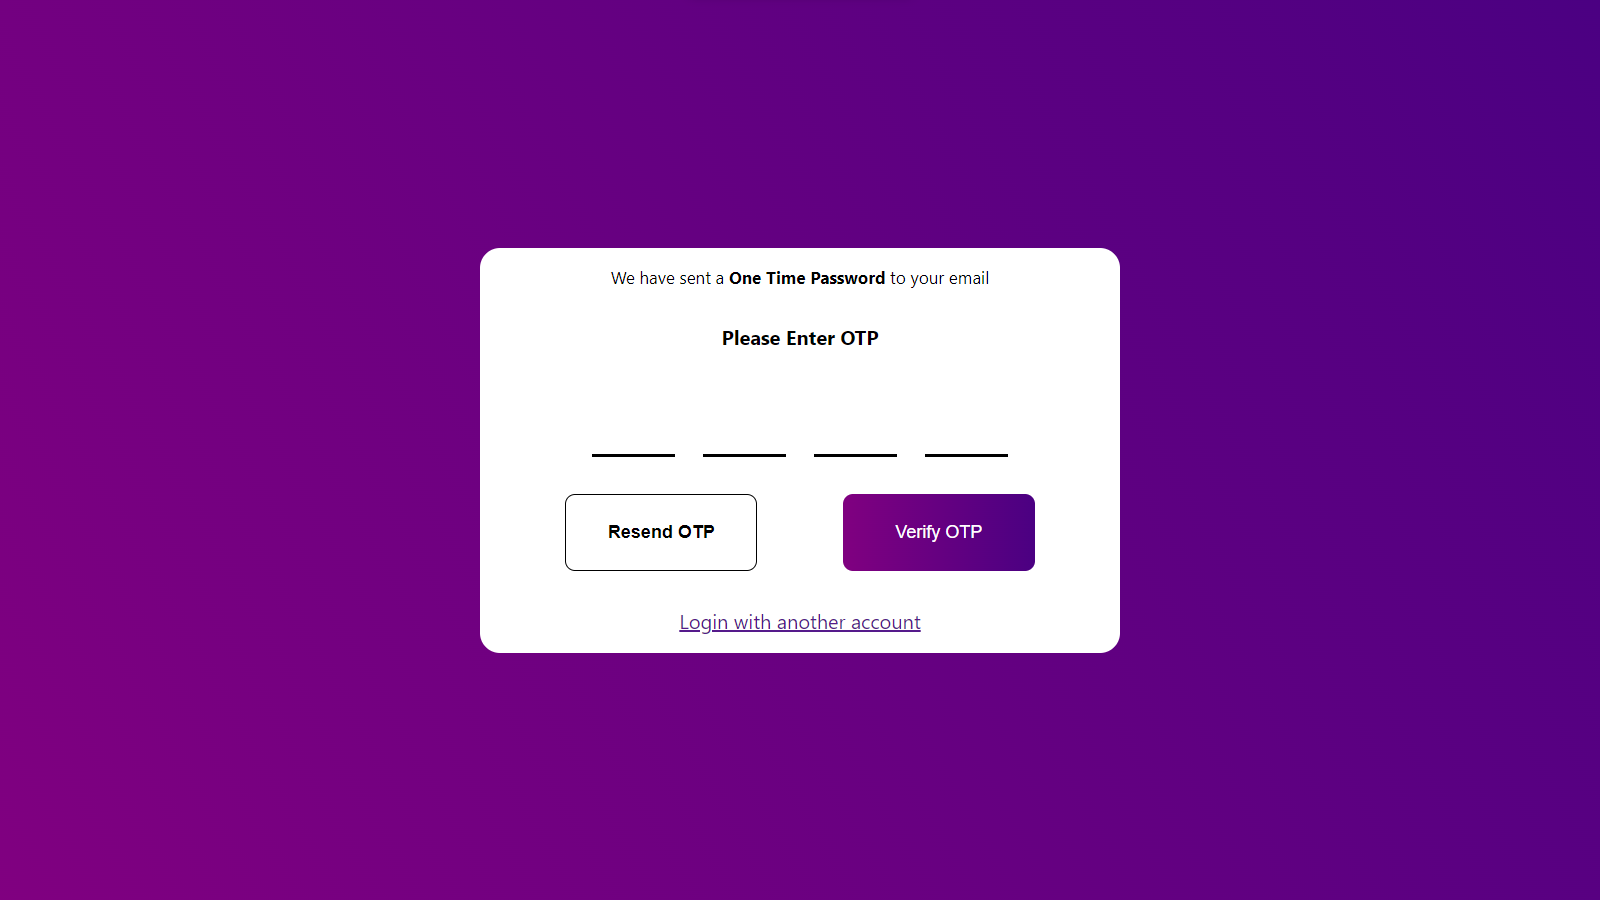 We have sent a One Time Password to your email
Please Enter OTP
Resend OTP
Verify OTP
Login with another account